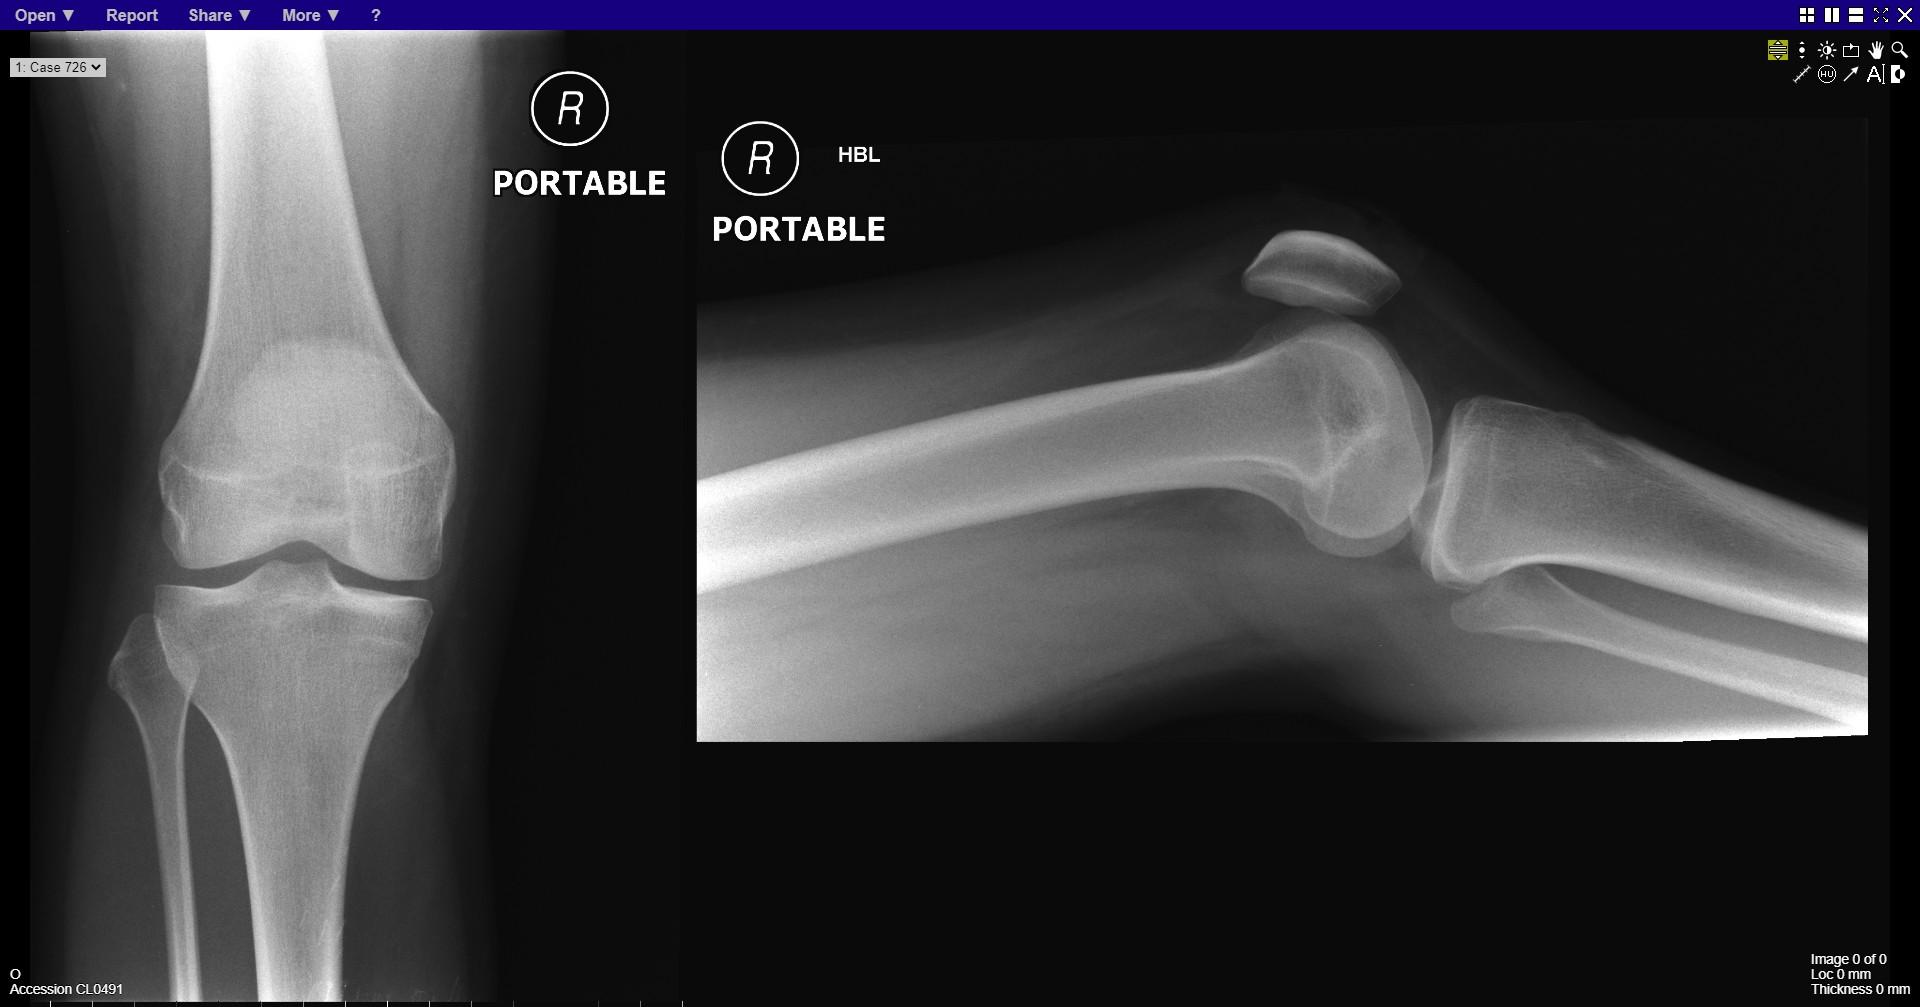 Open ▼ Report Share ▼ More ▼ ?
1: Case 726
R
PORTABLE
R HBL
PORTABLE
HU A
O
Accession CL0491
Image 0 of 0
Loc 0 mm
Thickness 0 mm